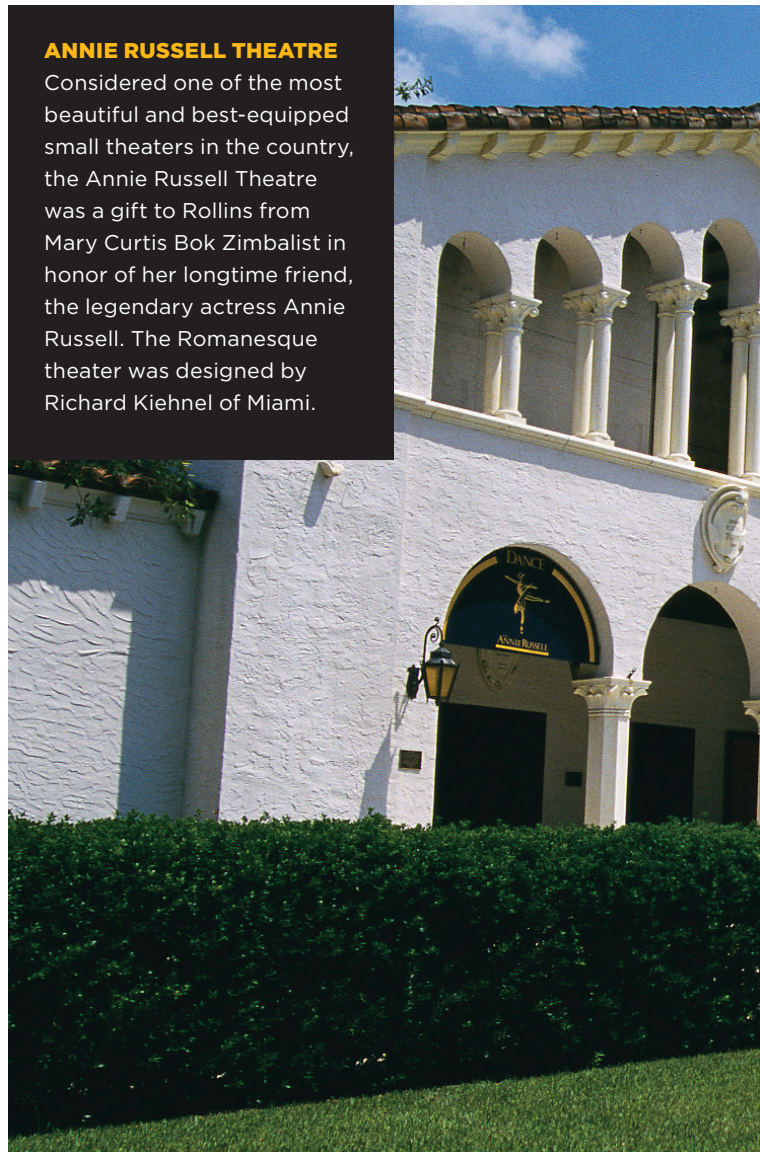 ANNIE RUSSELL THEATRE
Considered one of the most
beautiful and best-equipped
small theaters in the country,
the Annie Russell Theatre
was a gift to Rollins from
Mary Curtis Bok Zimbalist in
honor of her longtime friend,
the legendary actress Annie
Russell. The Romanesque
theater was designed by
Richard Kiehnel of Miami.
DANCE
ANNIE RUSSELL